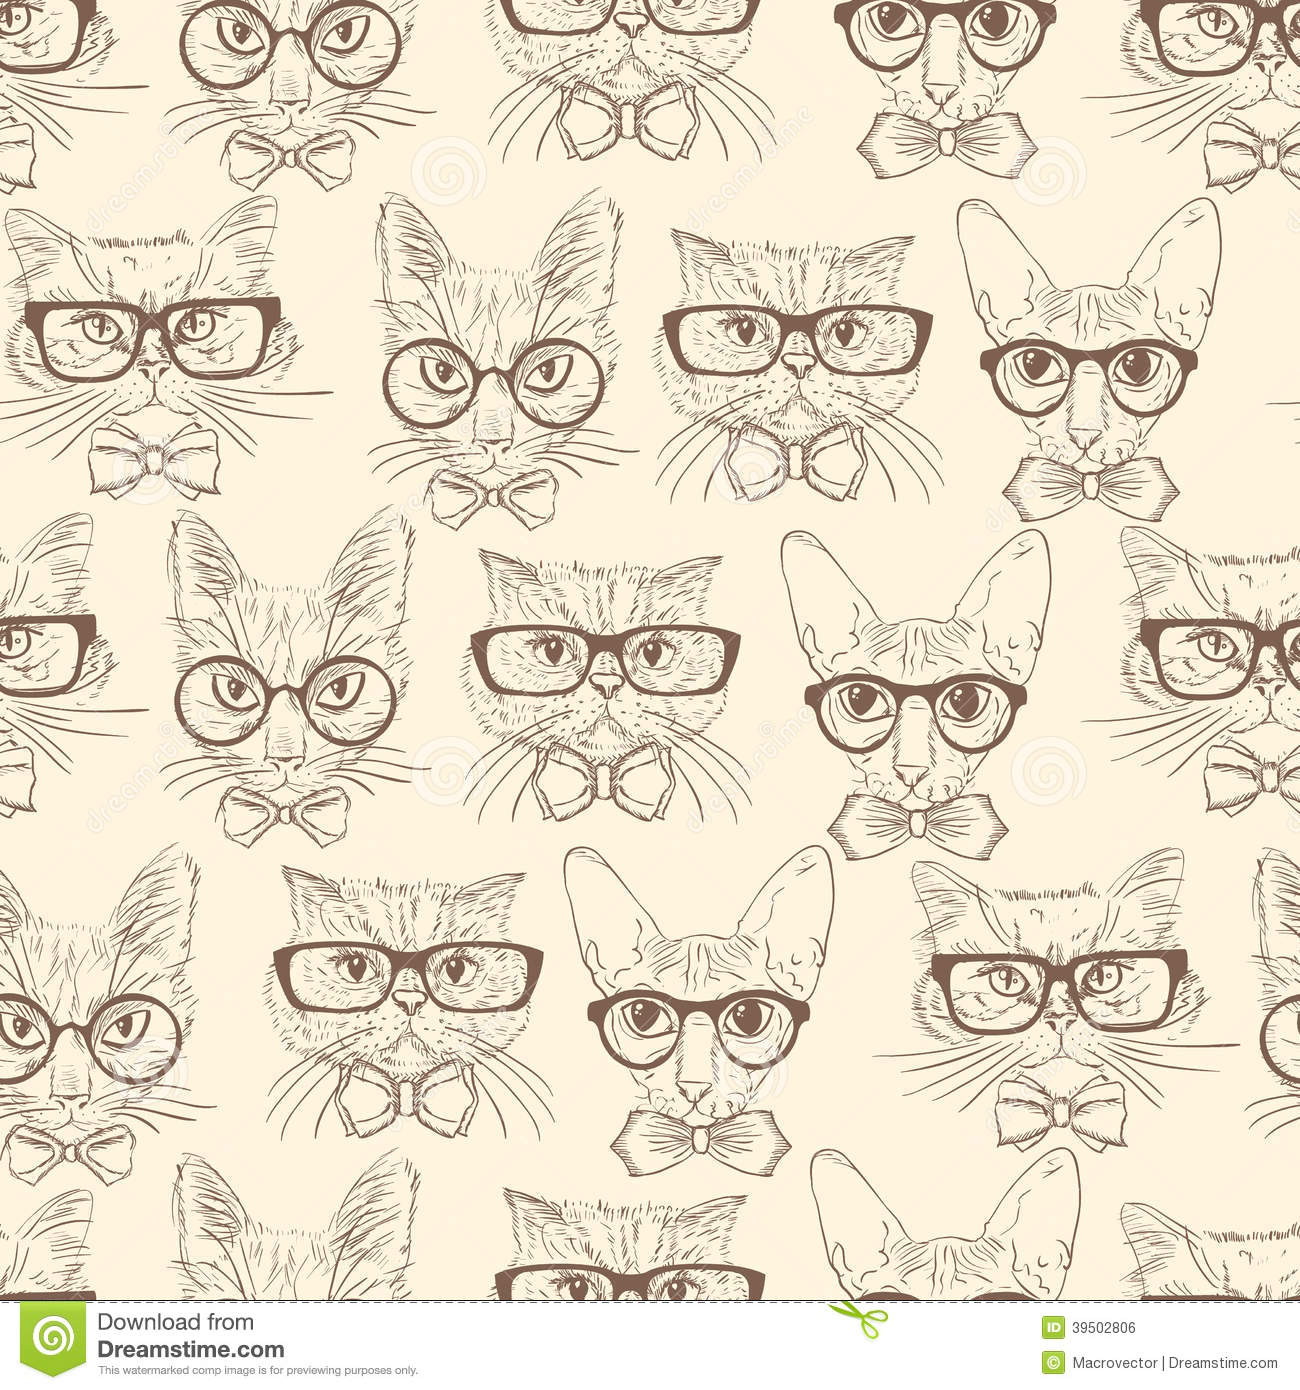 Download from
Dreamstime.com
This watermarked comp image is for previewing purposes only.
ID 39502806
© Macrovector | Dreamstime.com